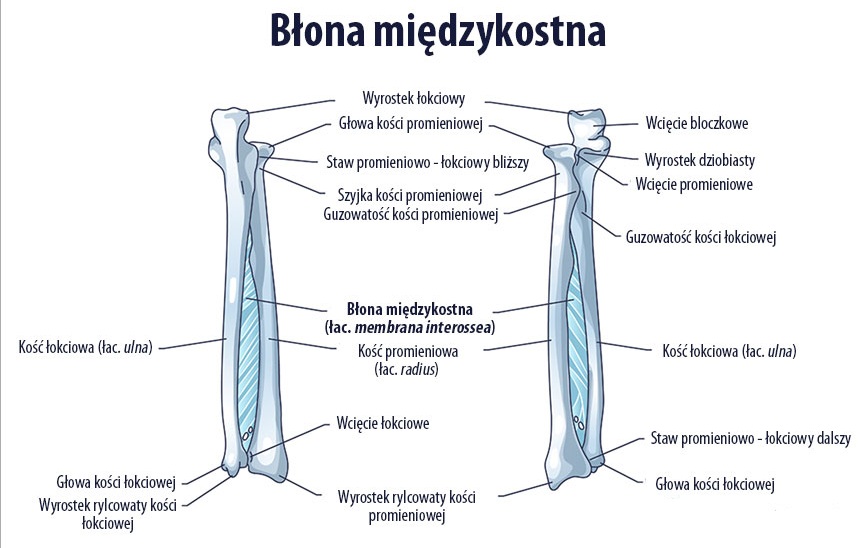 Błona międzykostna
Wyrostek łokciowy
Głowa kości promieniowej
Wcięcie bloczkowe
Staw promieniowo - łokciowy bliższy
Wyrostek dziobiasty
Wcięcie promieniowe
Szyjka kości promieniowej
Guzowatość kości promieniowej
Guzowatość kości łokciowej
Błona międzykostna
(łac. membrana interossea)
Kość łokciowa (łac. ulna)
Kość promieniowa
(łac. radius)
Kość łokciowa (łac. ulna)
Wcięcie łokciowe
Staw promieniowo - łokciowy dalszy
Głowa kości łokciowej
Głowa kości łokciowej
Wyrostek rylcowaty kości
łokciowej
Wyrostek rylcowaty kości
promieniowej